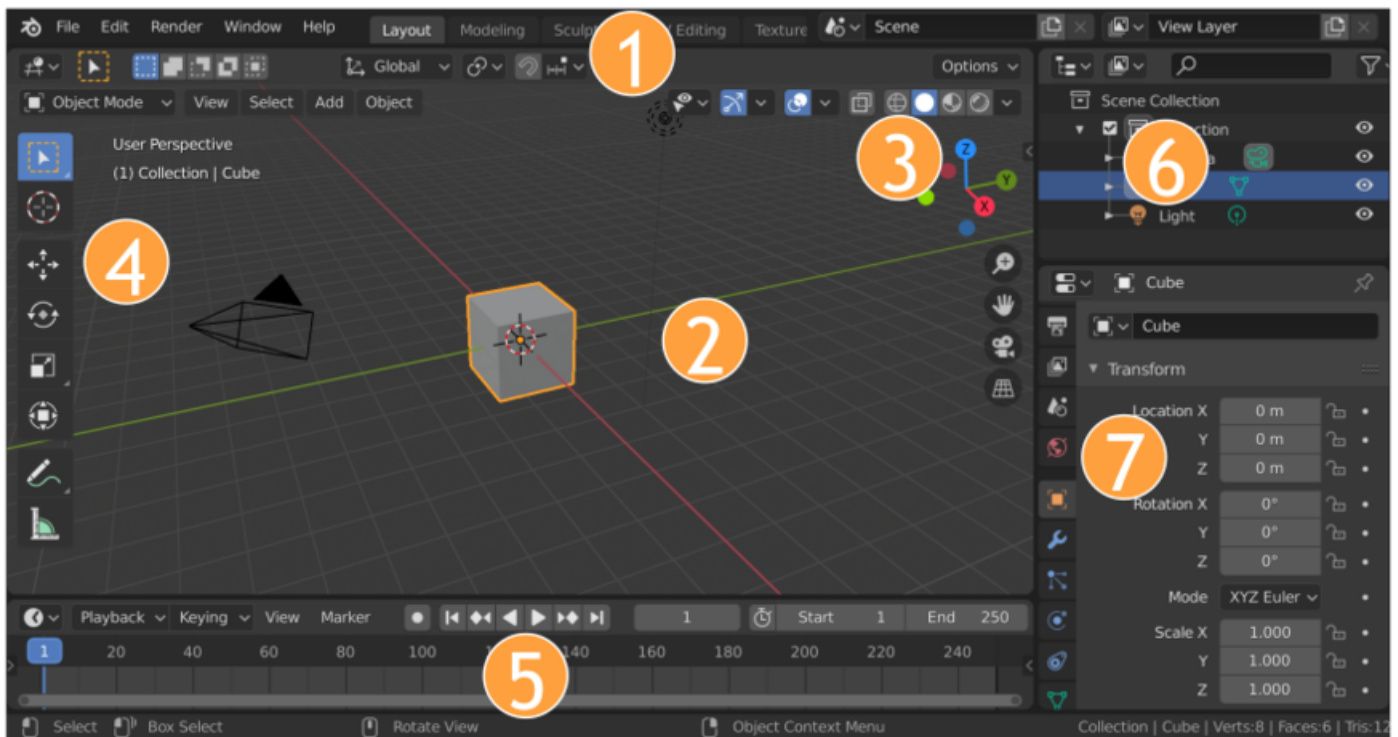 File Edit Render Window Help Layout Modeling Sculp Editing Texture Scene View Layer
1
Global Options
Object Mode View Select Add Object
Scene Collection
User Perspective
(1) Collection | Cube
3
Z
Y
X
6
Light
4
2
Cube
Cube
Transform
Location X 0 m
Y 0 m
Z 0 m
7
Rotation X 0°
Y 0°
Z 0°
Mode XYZ Euler
Scale X 1.000
Y 1.000
Z 1.000
Playback Keying View Marker 1 Start 1 End 250
1 20 40 60 80 100 140 160 180 200 220 240
5
Select Box Select Rotate View Object Context Menu Collection | Cube | Verts:8 | Faces:6 | Tris:12